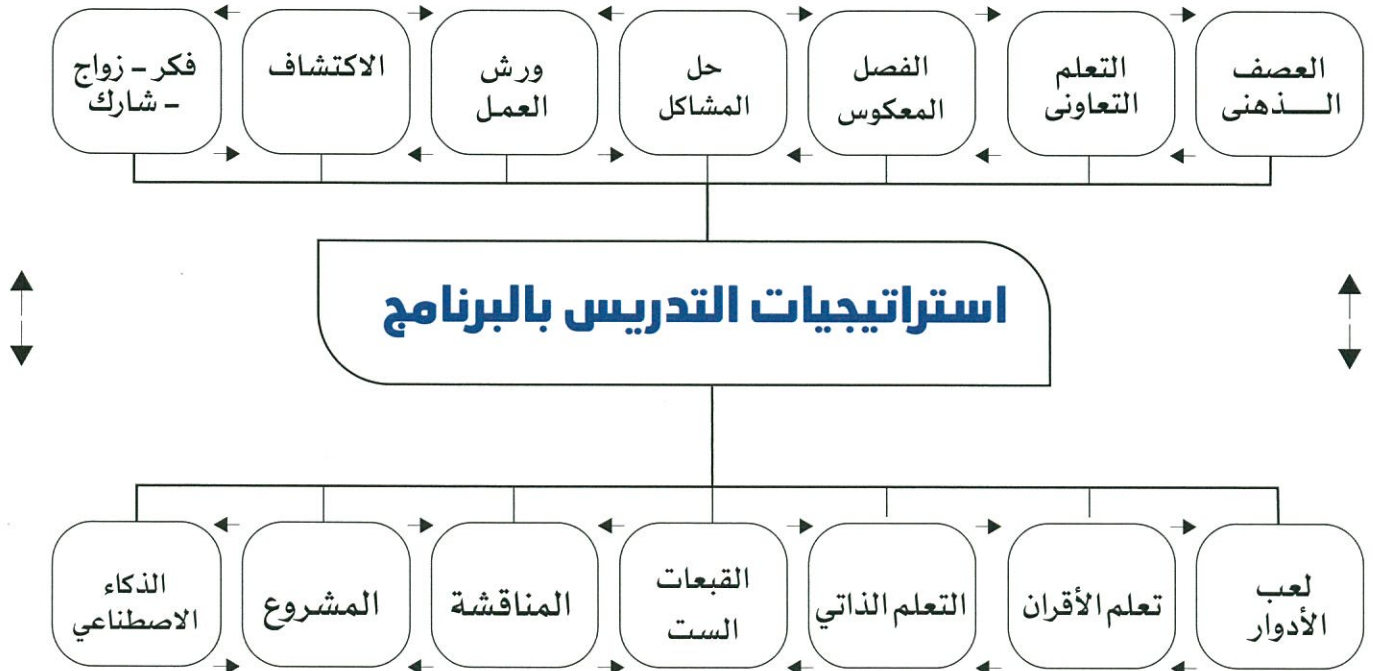 العصف
الـــذهنى
التعلم
التعاونى
الفصل
المعكوس
حل
المشاكل
ورش
العمل
الاكتشاف
فكر - زواج
- شارك
استراتيجيات التدريس بالبرنامج
لعب
الأدوار
تعلم الأقران
التعلم الذاتي
القبعات
الست
المناقشة
المشروع
الذكاء
الاصطناعي